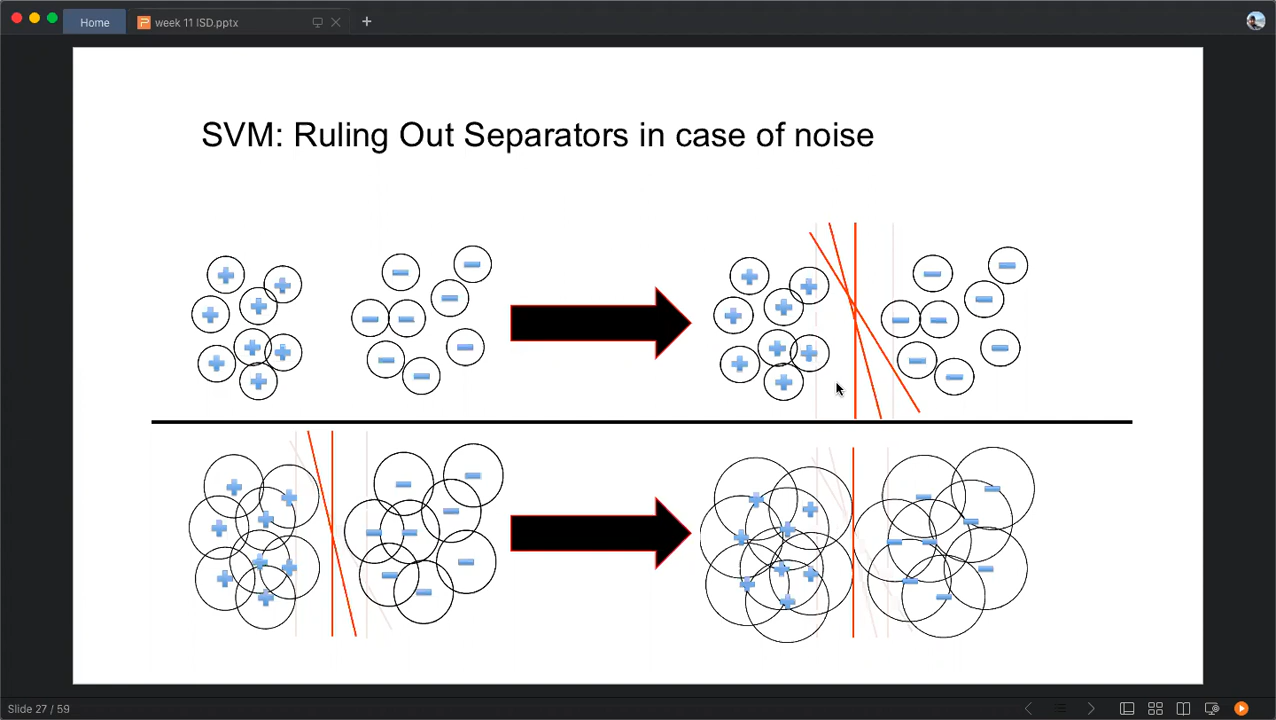 Home
week 11 ISD.pptx
SVM: Ruling Out Separators in case of noise
Slide 27 / 59